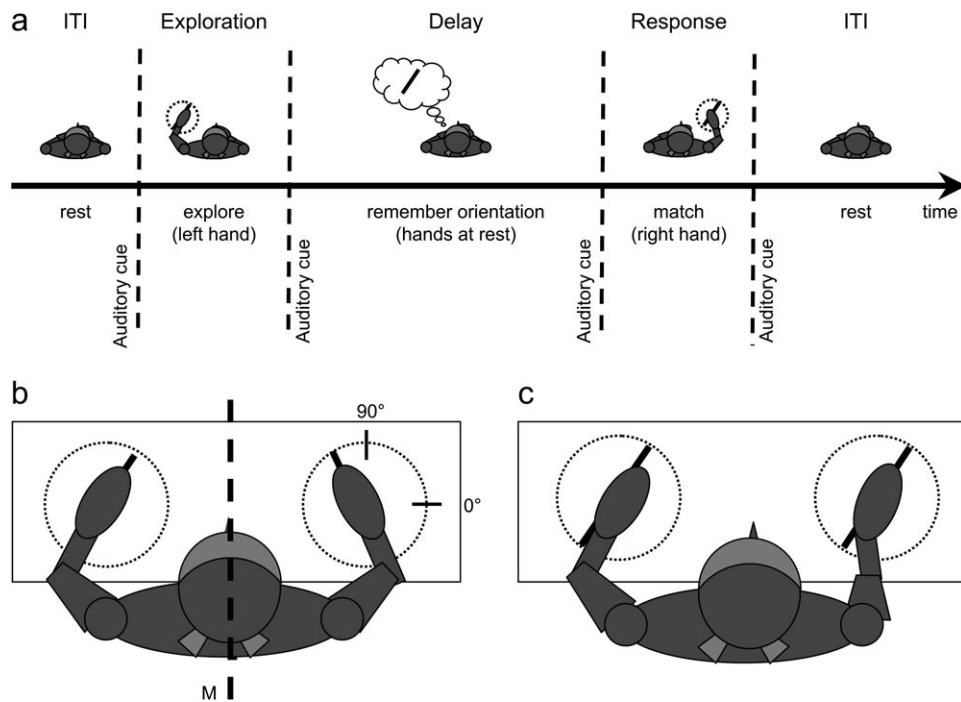 a
ITI Exploration Delay Response ITI
rest explore remember orientation match rest time
(left hand) (hands at rest) (right hand)
Auditory cue Auditory cue Auditory cue Auditory cue
b c
90°
0°
M